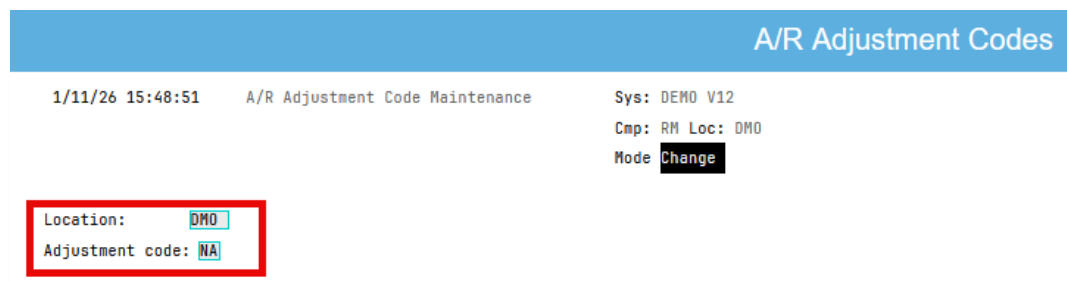 A/R Adjustment Codes
1/11/26 15:48:51 A/R Adjustment Code Maintenance Sys: DEMO V12
Cmp: RM Loc: DMO
Mode Change
Location: DMO
Adjustment code: NA